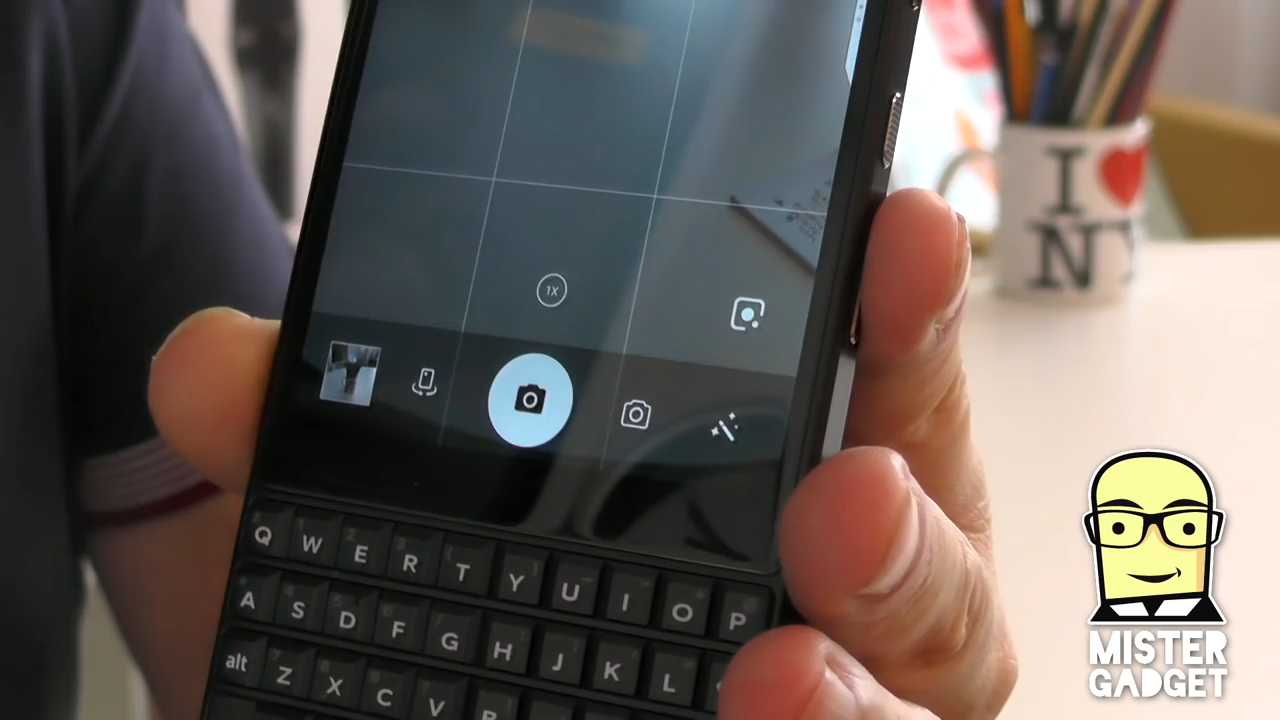 I ♥
NY
1X
Q W E R T Y U I O P
A S D F G H J K L
alt Z X C V B
MISTER
GADGET